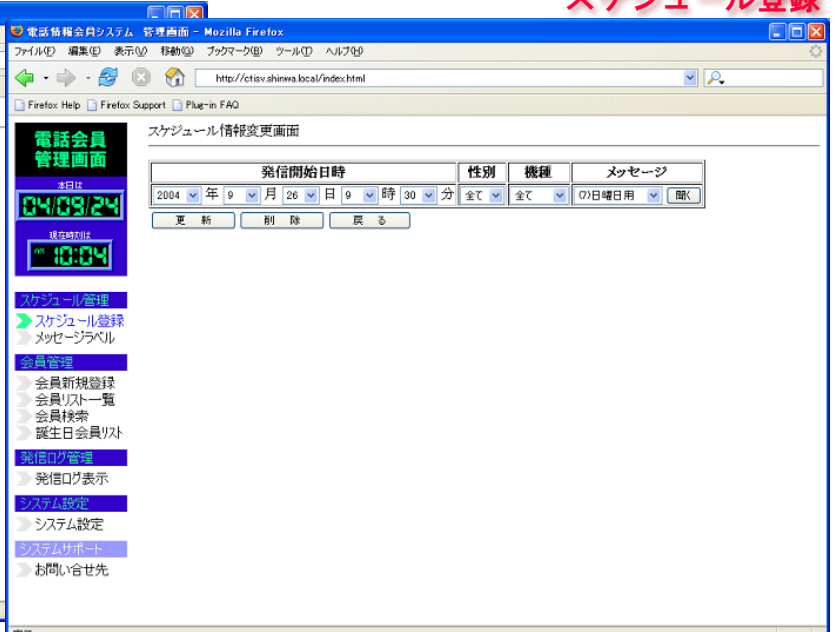 スケジュール登録
電話情報会員システム 管理画面 - Mozilla Firefox
ファイル(F) 編集(E) 表示(V) 移動(G) ブックマーク(B) ツール(T) ヘルプ(H)
http://ctisv.shinwa.local/index.html
Firefox Help Firefox Support Plug-in FAQ
電話会員
管理画面
本日は
04/09/24
現在時刻は
AM 10:04
スケジュール管理
スケジュール登録
メッセージラベル
会員管理
会員新規登録
会員リスト一覧
会員検索
誕生日会員リスト
発信ログ管理
発信ログ表示
システム設定
システム設定
システムサポート
お問い合せ先
スケジュール情報変更画面
発信開始日時 性別 機種 メッセージ
2004 年 9 月 26 日 9 時 30 分 全て 全て (7)日曜日用 聞く
更 新 削 除 戻 る